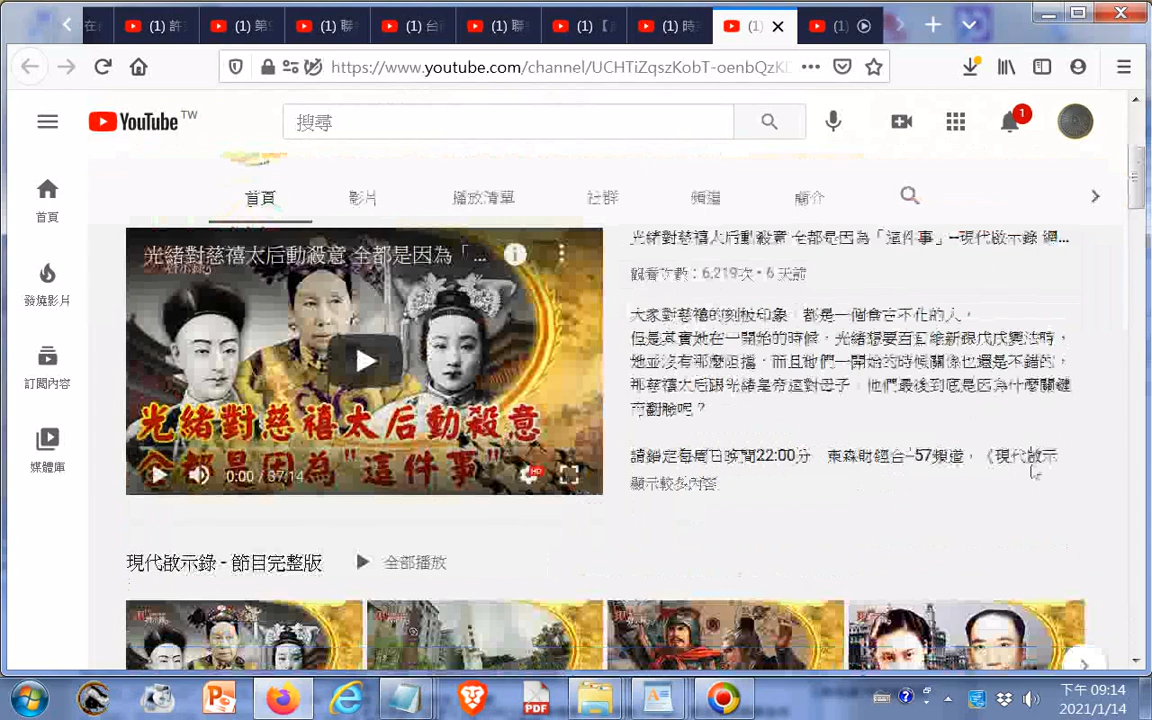 在
(1) 許
(1) 第9
(1) 聯
(1) 台
(1) 聯
(1)【
(1) 時
(1)
(1)
https://www.youtube.com/channel/UCHTiZqszKobT-oenbQzKD
YouTube TW
搜尋
1
首頁
影片
播放清單
社群
頻道
簡介
首頁
發燒影片
訂閱內容
媒體庫
光緒對慈禧太后動殺意 全都是因為「...
光緒對慈禧太后動殺意
全都是因為"這件事"
0:00 / 37:14
HD
光緒對慈禧太后動殺意 全都是因為「這件事」--現代啟示錄 網...
觀看次數：6,219次 • 6 天前
大家對慈禧的刻板印象 都是一個食古不化的人，
但是其實她在一開始的時候，光緒想要百日維新跟戊戌變法時，
她並沒有那麼阻擋，而且他們一開始的時候關係也還是不錯的，
那慈禧太后跟光緒皇帝這對母子，他們最後到底是因為什麼關鍵
而翻臉呢？
請鎖定每周日晚間22:00分 東森財經台–57頻道，《現代啟示
顯示較多內容
現代啟示錄 - 節目完整版
全部播放
PDF
下午 09:14
2021/1/14